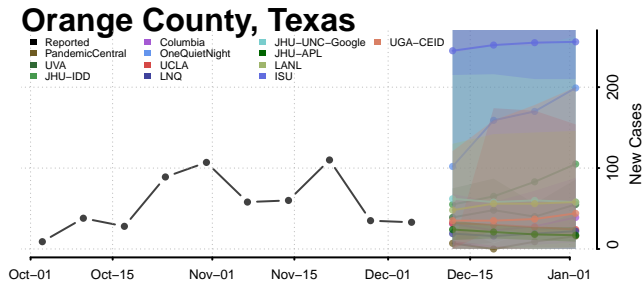 Orange County, Texas
Reported Columbia JHU−UNC−Google UGA−CEID
PandemicCentral OneQuietNight JHU−APL
UVA UCLA LANL
JHU−IDD LNQ ISU
200
100
0
New Cases
Oct−01 Oct−15 Nov−01 Nov−15 Dec−01 Dec−15 Jan−01